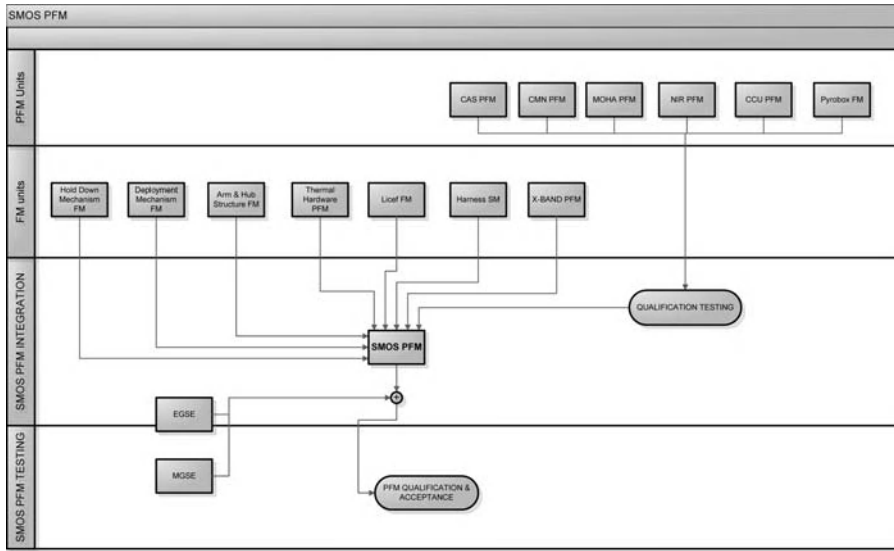 SMOS PFM
PFM Units
CAS PFM
CMN PFM
MOHA PFM
NIR PFM
CCU PFM
Pyrobox FM
FM units
Hold Down
Mechanism
FM
Deployment
Mechanism
FM
Arm & Hub
Structure FM
Thermal
Hardware
PFM
Licef FM
Harness SM
X-BAND PFM
SMOS PFM INTEGRATION
QUALIFICATION TESTING
SMOS PFM
+
EGSE
SMOS PFM TESTING
MGSE
PFM QUALIFICATION &
ACCEPTANCE